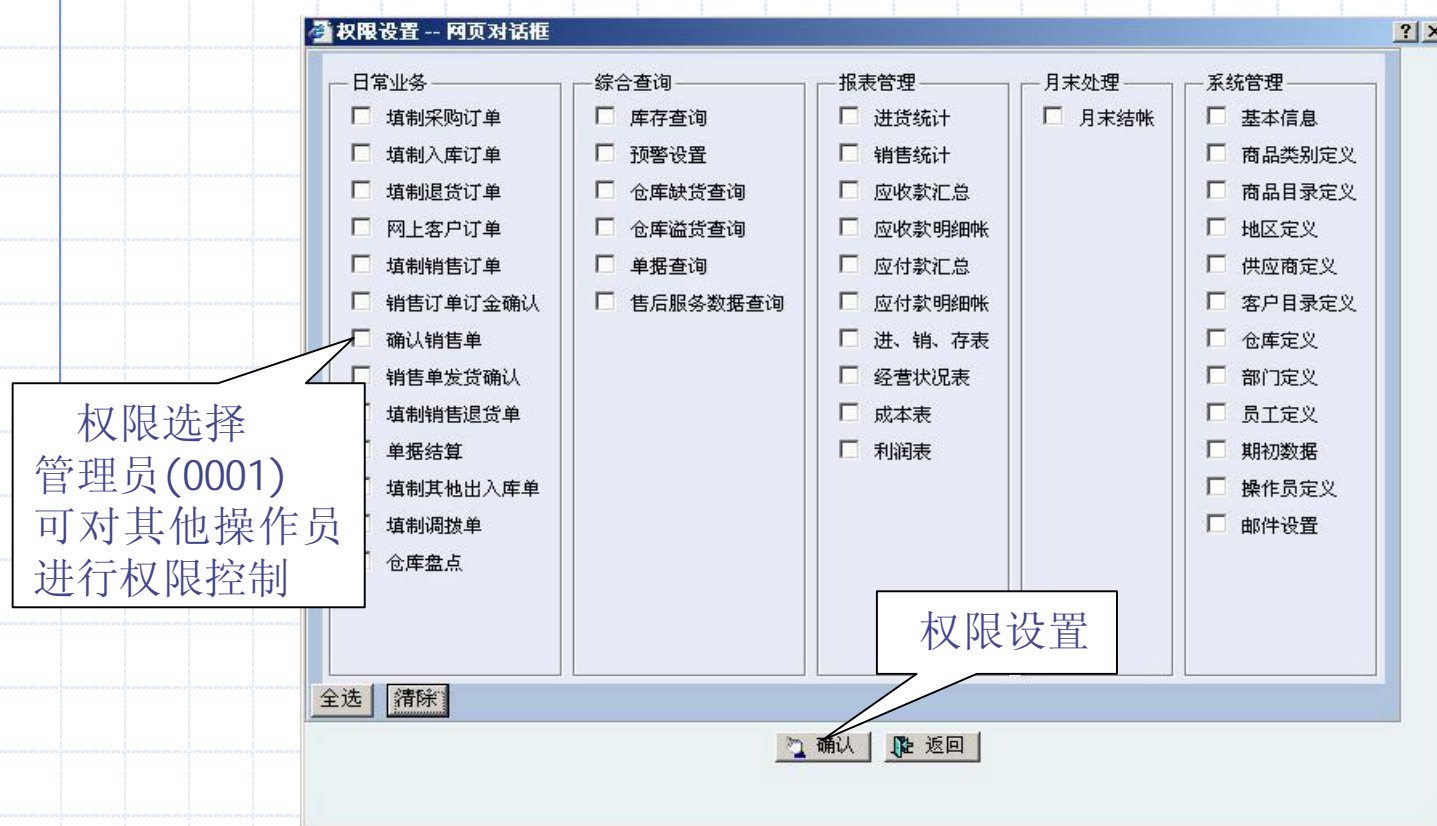 权限设置 -- 网页对话框
日常业务
填制采购订单
填制入库订单
填制退货订单
网上客户订单
填制销售订单
销售订单订金确认
确认销售单
销售单发货确认
填制销售退货单
单据结算
填制其他出入库单
填制调拨单
仓库盘点
综合查询
库存查询
预警设置
仓库缺货查询
仓库溢货查询
单据查询
售后服务数据查询
报表管理
进货统计
销售统计
应收款汇总
应收款明细帐
应付款汇总
应付款明细帐
进、销、存表
经营状况表
成本表
利润表
月末处理
月末结帐
系统管理
基本信息
商品类别定义
商品目录定义
地区定义
供应商定义
客户目录定义
仓库定义
部门定义
员工定义
期初数据
操作员定义
邮件设置
权限选择
管理员(0001)
可对其他操作员
进行权限控制
权限设置
全选 清除
确认 返回